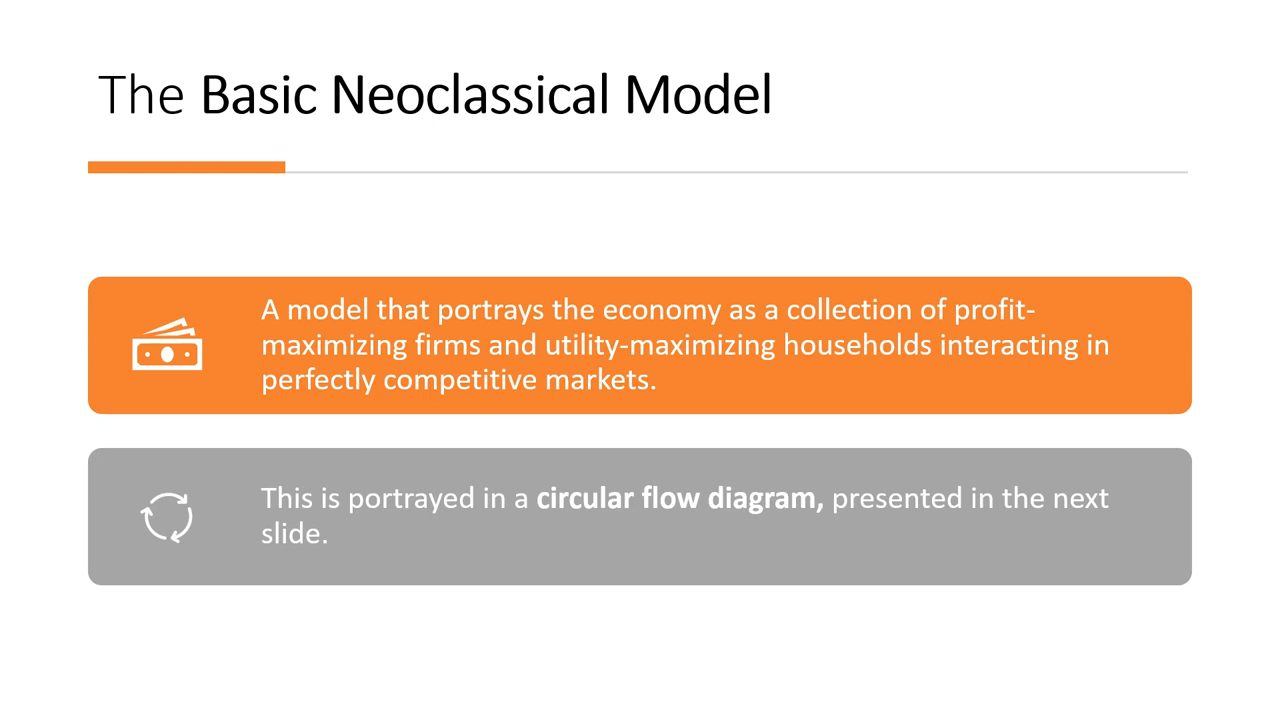 The Basic Neoclassical Model
A model that portrays the economy as a collection of profit-
maximizing firms and utility-maximizing households interacting in
perfectly competitive markets.
This is portrayed in a circular flow diagram, presented in the next
slide.